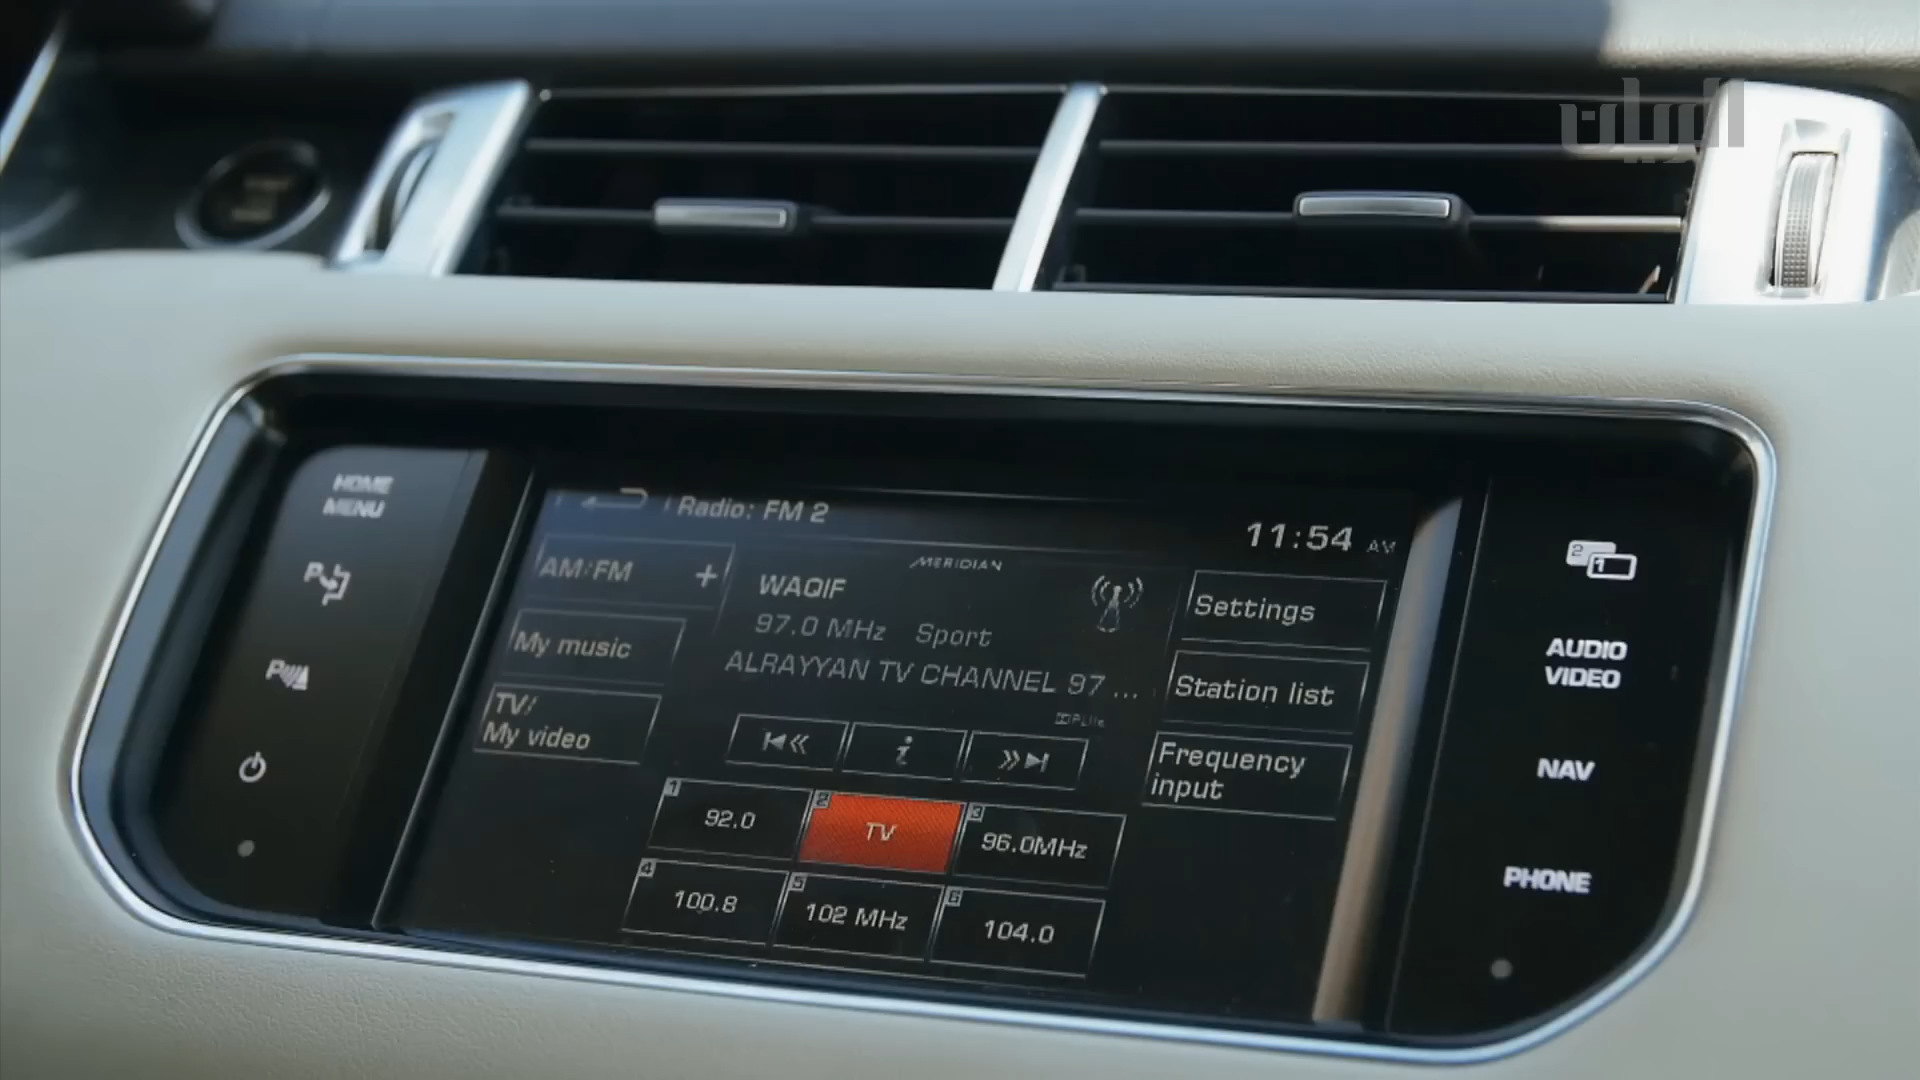 الريان
HOME
MENU
Radio: FM 2
11:54 AM
AM/FM +
MERIDIAN
WAQIF
97.0 MHz Sport
ALRAYYAN TV CHANNEL 97 ...
My music
TV/
My video
Settings
Station list
Frequency
input
1
92.0
2
TV
3
96.0MHz
4
100.8
5
102 MHz
6
104.0
2
1
AUDIO
VIDEO
NAV
PHONE
P
P